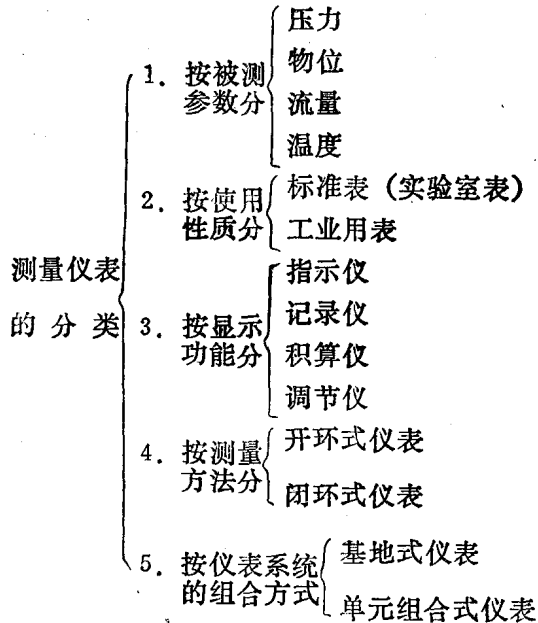 测量仪表
的分类
1. 按被测
参数分
压力
物位
流量
温度
2. 按使用
性质分
标准表（实验室表）
工业用表
3. 按显示
功能分
指示仪
记录仪
积算仪
调节仪
4. 按测量
方法分
开环式仪表
闭环式仪表
5. 按仪表系统
的组合方式
基地式仪表
单元组合式仪表